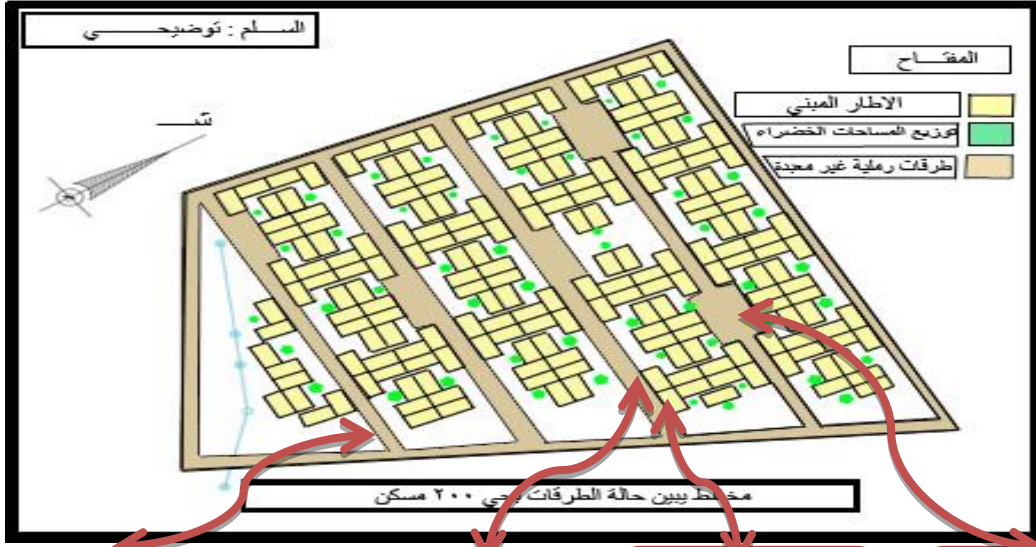 السلم : توضيحي
المفتاح
الاطار المبني
توزيع المساحات الخضراء
طرقات رملية غير معبدة
شـ
مخطط يبين حالة الطرقات بحي ٢٠٠ مسكن